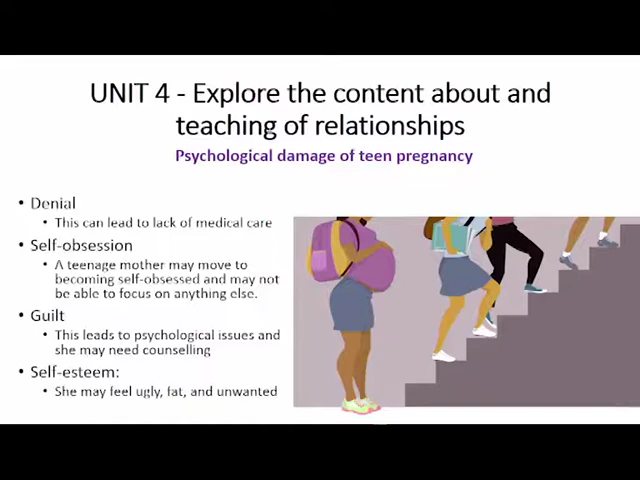 UNIT 4 - Explore the content about and
teaching of relationships
Psychological damage of teen pregnancy
• Denial
• This can lead to lack of medical care
• Self-obsession
• A teenage mother may move to
becoming self-obsessed and may not
be able to focus on anything else.
• Guilt
• This leads to psychological issues and
she may need counselling
• Self-esteem:
• She may feel ugly, fat, and unwanted